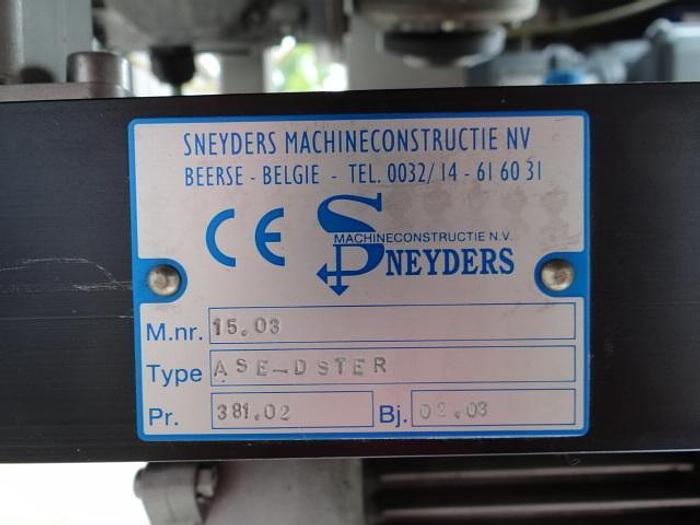 SNEYDERS MACHINECONSTRUCTIE NV
BEERSE - BELGIE - TEL. 0032/14 - 61 60 31
CE
S
MACHINECONSTRUCTIE N.V.
NEYDERS
M.nr. 15.03
Type ASE-DSTER
Pr. 381.02 Bj. 02.03